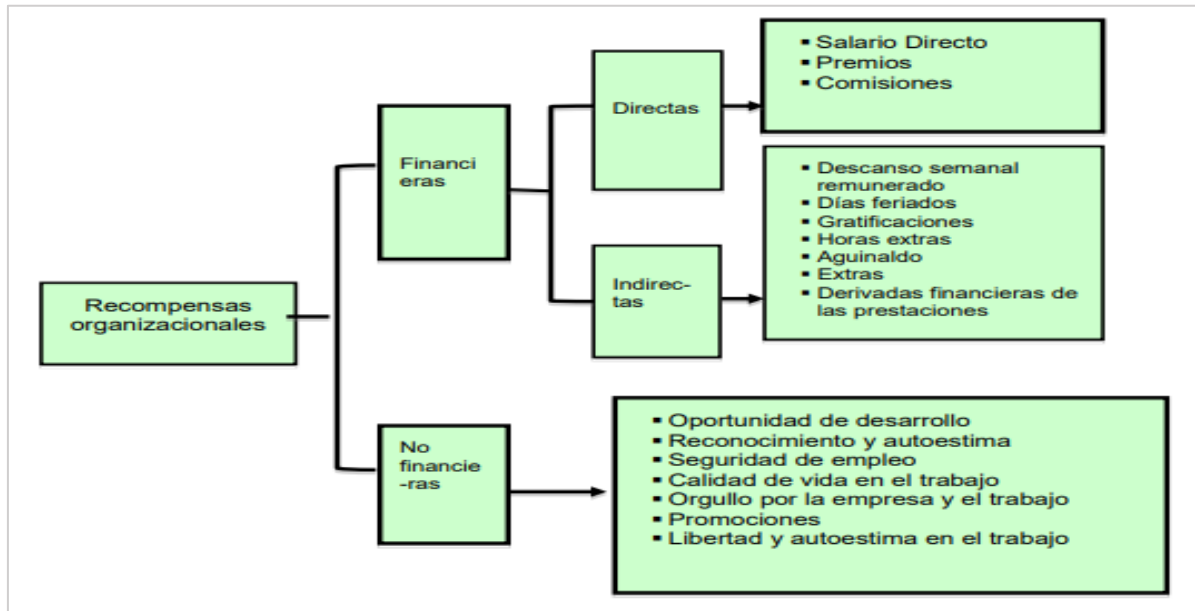 Recompensas
organizacionales
Financi
eras
Directas
▪ Salario Directo
▪ Premios
▪ Comisiones
Indirec-
tas
▪ Descanso semanal
remunerado
▪ Días feriados
▪ Gratificaciones
▪ Horas extras
▪ Aguinaldo
▪ Extras
▪ Derivadas financieras de
las prestaciones
No
financie
-ras
▪ Oportunidad de desarrollo
▪ Reconocimiento y autoestima
▪ Seguridad de empleo
▪ Calidad de vida en el trabajo
▪ Orgullo por la empresa y el trabajo
▪ Promociones
▪ Libertad y autoestima en el trabajo